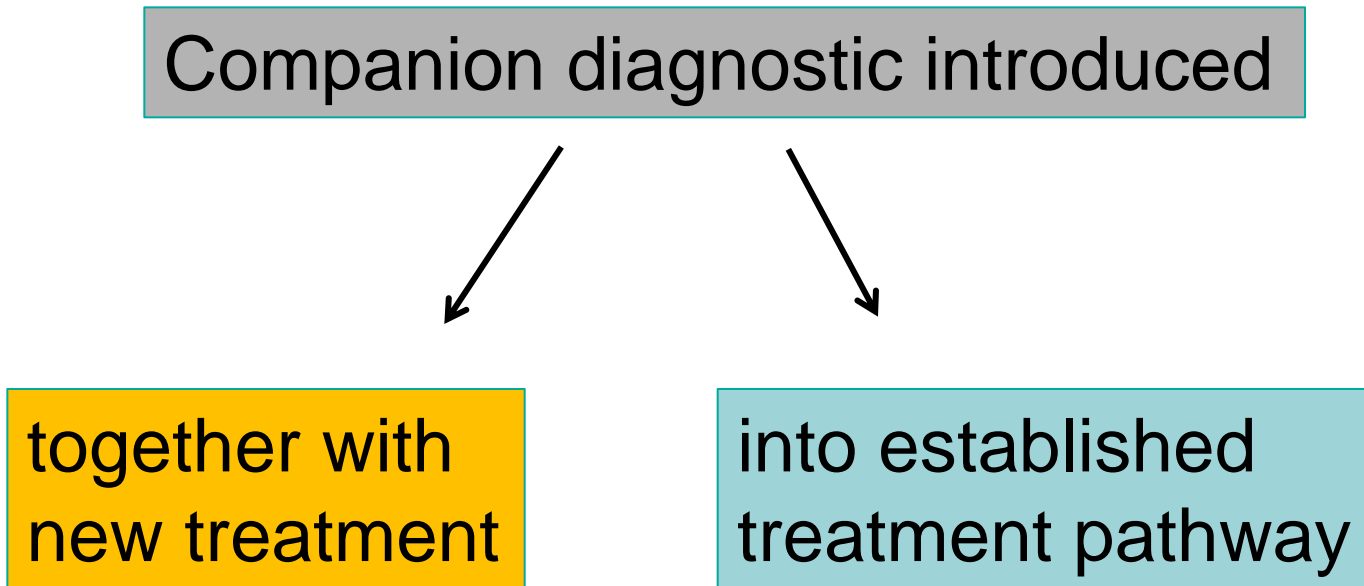 Companion diagnostic introduced
together with
new treatment
into established
treatment pathway